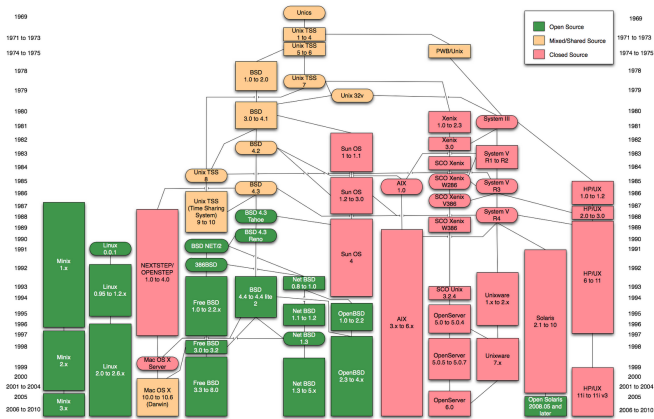 Unics
Open Source
Mixed/Shared Source
Closed Source
1969
1969
Unix TSS
1 to 4
1971 to 1973
1971 to 1973
Unix TSS
5 to 6
PWB/Unix
1974 to 1975
1974 to 1975
BSD
1.0 to 2.0
Unix TSS
7
1978
1978
1979
1979
Unix 32v
1980
1980
BSD
3.0 to 4.1
Xenix
1.0 to 2.3
System III
1981
1981
Xenix
3.0
1982
1982
Sun OS
1 to 1.1
BSD
4.2
System V
R1 to R2
1983
1983
SCO Xenix
1984
1984
Unix TSS
8
SCO Xenix
W286
1985
1985
BSD
4.3
AIX
1.0
System V
R3
HP/UX
1.0 to 1.2
1986
1986
Unix TSS
(Time Sharing
System)
9 to 10
Sun OS
1.2 to 3.0
SCO Xenix
V386
1987
1987
BSD 4.3
Tahoe
System V
R4
HP/UX
2.0 to 3.0
1988
1988
SCO Xenix
W386
1989
1989
BSD 4.3
Reno
1990
1990
BSD NET/2
Linux
0.0.1
Minix
1.x
NEXTSTEP/
OPENSTEP
1.0 to 4.0
Sun OS
4
1991
1991
386BSD
HP/UX
6 to 11
1992
1992
Net BSD
0.8 to 1.0
SCO Unix
3.2.4
Unixware
1.x to 2.x
Solaris
2.1 to 10
1993
1993
Linux
0.95 to 1.2.x
Free BSD
1.0 to 2.2.x
BSD
4.4 to 4.4 lite
2
1994
1994
Net BSD
1.1 to 1.2
OpenBSD
1.0 to 2.2
AIX
3.x to 6.x
OpenServer
5.0 to 5.0.4
1995
1995
1996
1996
1997
1997
Net BSD
1.3
1998
1998
Free BSD
3.0 to 3.2
OpenServer
5.0.5 to 5.0.7
Unixware
7.x
1999
1999
Mac OS X
Server
Minix
2.x
Linux
2.0 to 2.6.x
2000
2000
Free BSD
3.3 to 8.0
Net BSD
1.3 to 5.x
OpenBSD
2.3 to 4.x
2001 to 2004
2001 to 2004
Mac OS X
10.0 to 10.6
(Darwin)
HP/UX
11i to 11i v3
2005
2005
Minix
3.x
OpenServer
6.0
Open Solaris
2008.05 and
later
2006 to 2010
2006 to 2010